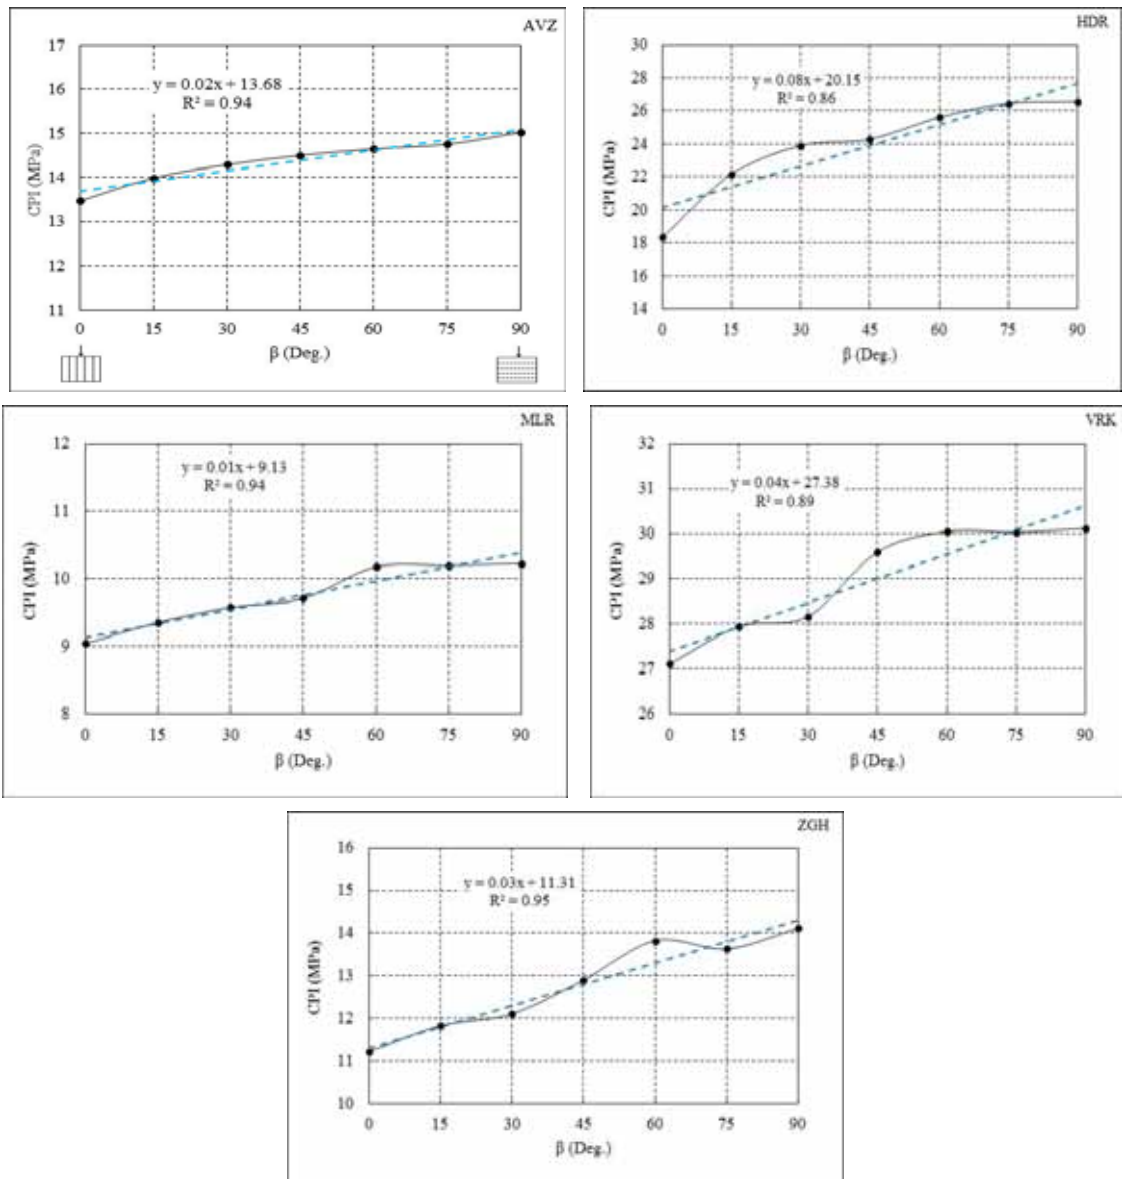 AVZ
17
16
15
14
13
12
11
CPI (MPa)
y = 0.02x + 13.68
R² = 0.94
0 15 30 45 60 75 90
β (Deg.)
HDR
30
28
26
24
22
20
18
16
14
CPI (MPa)
y = 0.08x + 20.15
R² = 0.86
0 15 30 45 60 75 90
β (Deg.)
MLR
12
11
10
9
8
CPI (MPa)
y = 0.01x + 9.13
R² = 0.94
0 15 30 45 60 75 90
β (Deg.)
VRK
32
31
30
29
28
27
26
CPI (MPa)
y = 0.04x + 27.38
R² = 0.89
0 15 30 45 60 75 90
β (Deg.)
ZGH
16
15
14
13
12
11
10
CPI (MPa)
y = 0.03x + 11.31
R² = 0.95
0 15 30 45 60 75 90
β (Deg.)